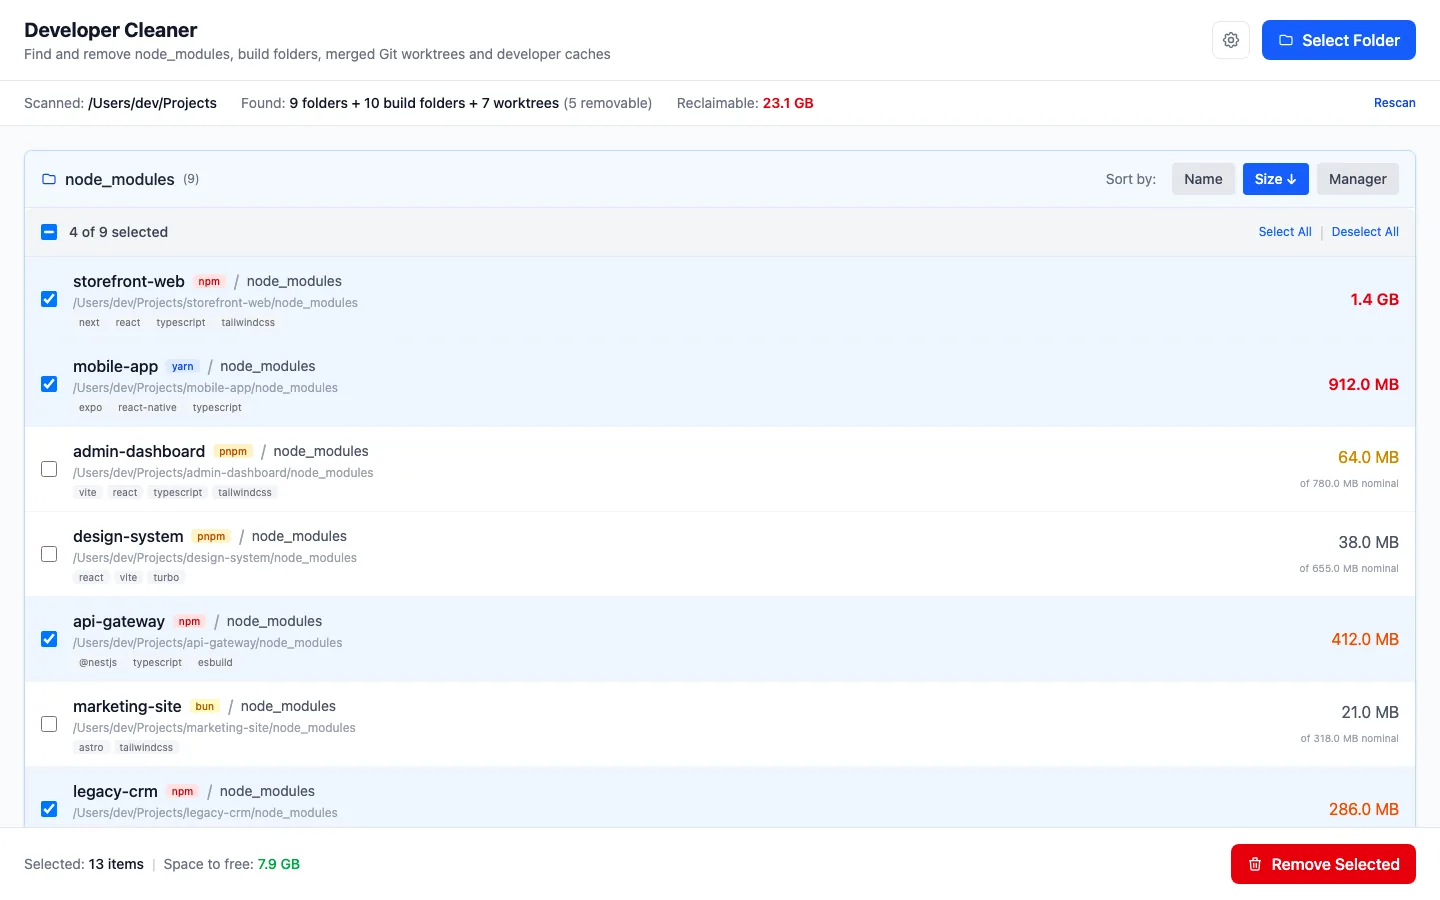 Developer Cleaner
Find and remove node_modules, build folders, merged Git worktrees and developer caches
Select Folder
Scanned: /Users/dev/Projects Found: 9 folders + 10 build folders + 7 worktrees (5 removable) Reclaimable: 23.1 GB Rescan
node_modules (9) Sort by: Name Size ↓ Manager
4 of 9 selected Select All | Deselect All
storefront-web npm / node_modules
/Users/dev/Projects/storefront-web/node_modules
1.4 GB
next react typescript tailwindcss
mobile-app yarn / node_modules
/Users/dev/Projects/mobile-app/node_modules
912.0 MB
expo react-native typescript
admin-dashboard pnpm / node_modules
64.0 MB
/Users/dev/Projects/admin-dashboard/node_modules
of 780.0 MB nominal
vite react typescript tailwindcss
design-system pnpm / node_modules
38.0 MB
/Users/dev/Projects/design-system/node_modules
of 655.0 MB nominal
react vite turbo
api-gateway npm / node_modules
/Users/dev/Projects/api-gateway/node_modules
412.0 MB
@nestjs typescript esbuild
marketing-site bun / node_modules
21.0 MB
/Users/dev/Projects/marketing-site/node_modules
of 318.0 MB nominal
astro tailwindcss
legacy-crm npm / node_modules
/Users/dev/Projects/legacy-crm/node_modules
286.0 MB
Selected: 13 items | Space to free: 7.9 GB
Remove Selected